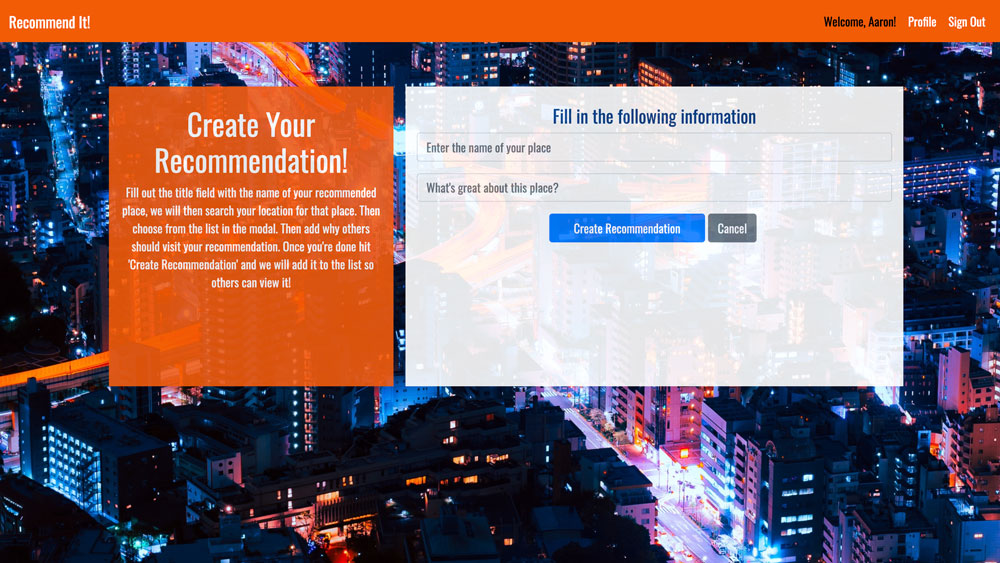 Recommend It!
Welcome, Aaron! Profile Sign Out
Create Your
Recommendation!
Fill out the title field with the name of your recommended
place, we will then search your location for that place. Then
choose from the list in the modal. Then add why others
should visit your recommendation. Once you're done hit
'Create Recommendation' and we will add it to the list so
others can view it!
Fill in the following information
Enter the name of your place
What's great about this place?
Create Recommendation Cancel